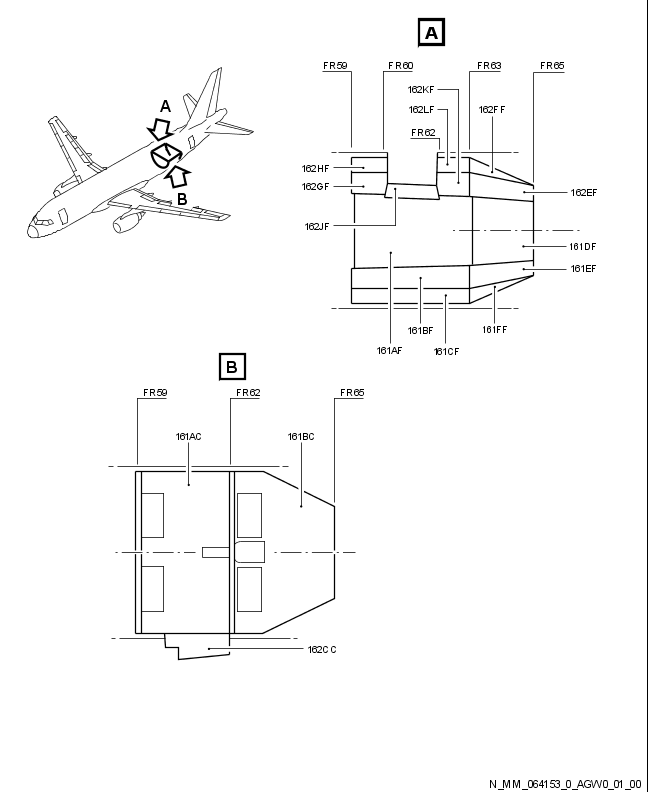 A
FR59
FR60
FR63
FR65
162KF
162LF
162FF
FR62
A
162HF
162GF
162EF
B
162JF
161DF
161EF
161BF
161FF
161AF
161CF
B
FR59
FR62
FR65
161AC
161BC
162CC
N_MM_064153_0_AGW0_01_00